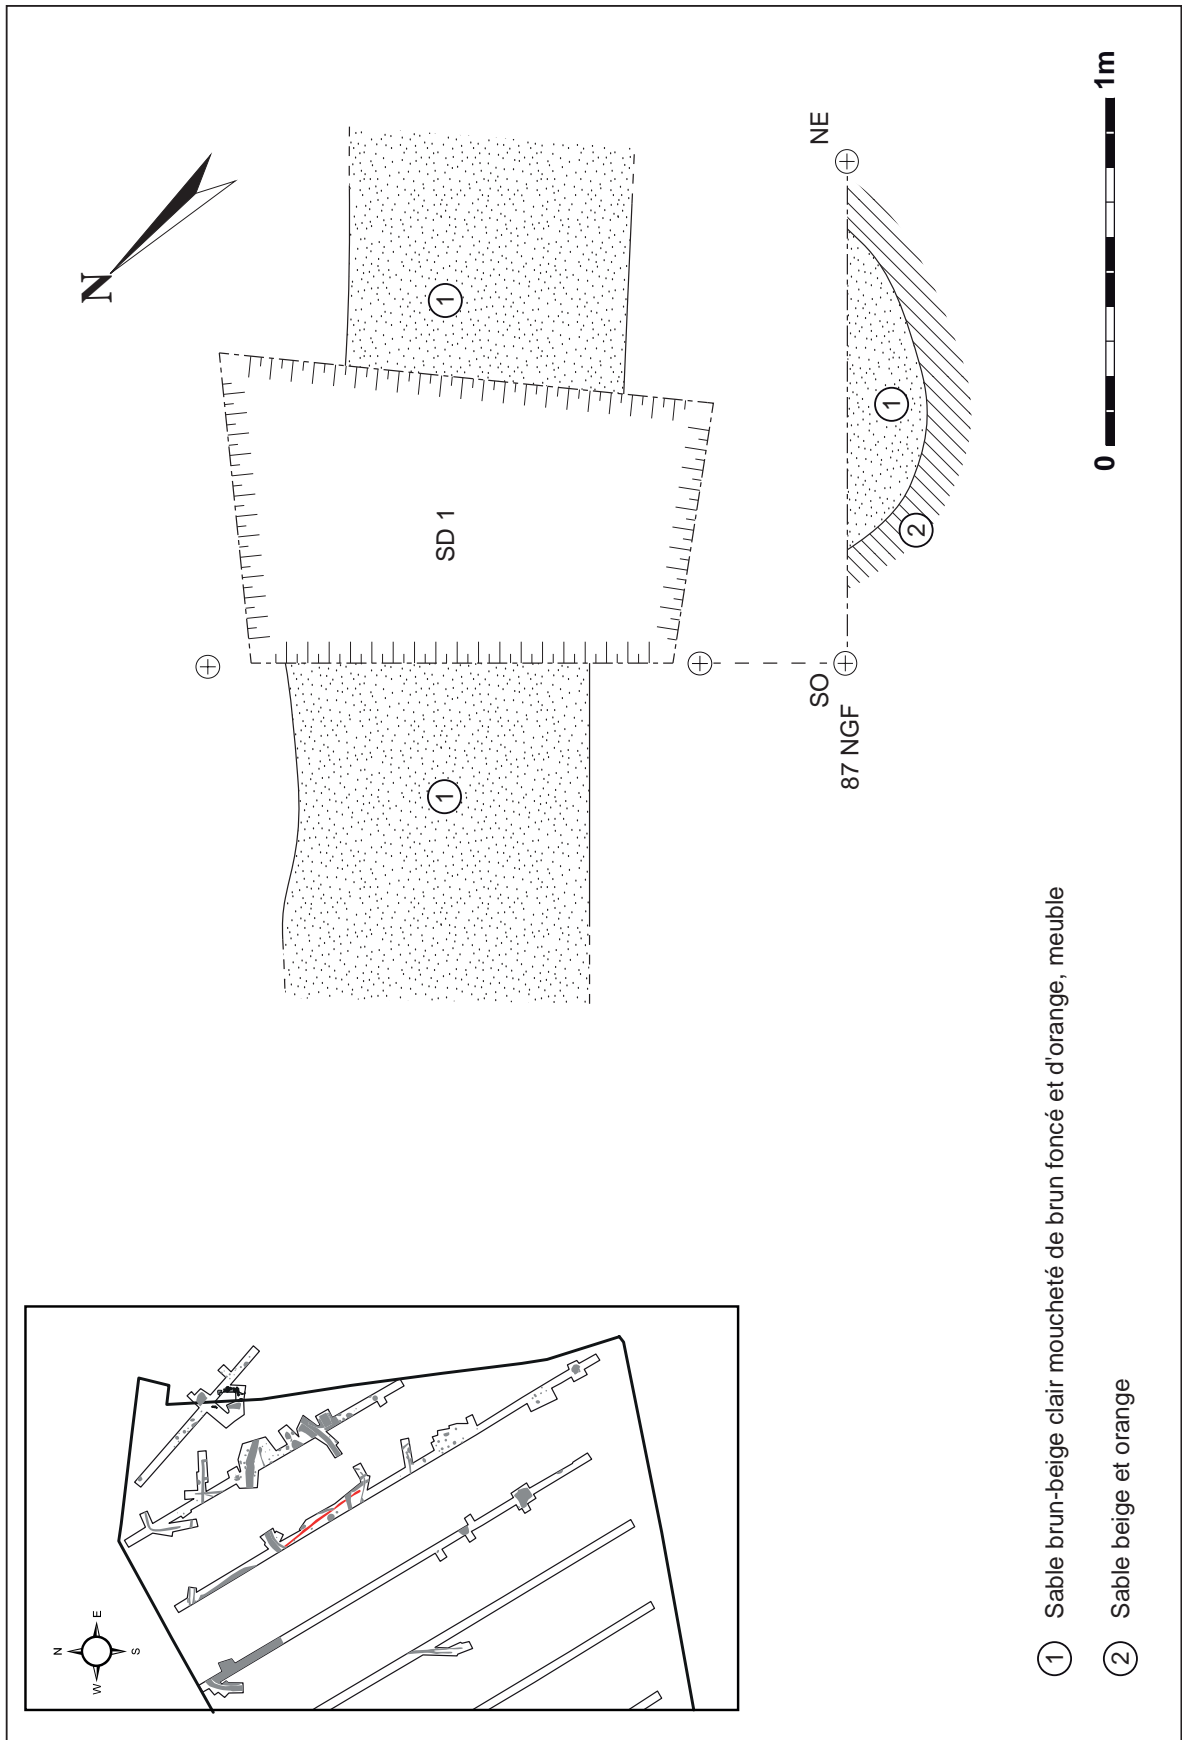 N
1
SD 1
1
SO
NE
87 NGF
1
2
0
1m
N
W
E
S
1 Sable brun-beige clair moucheté de brun foncé et d'orange, meuble
2 Sable beige et orange